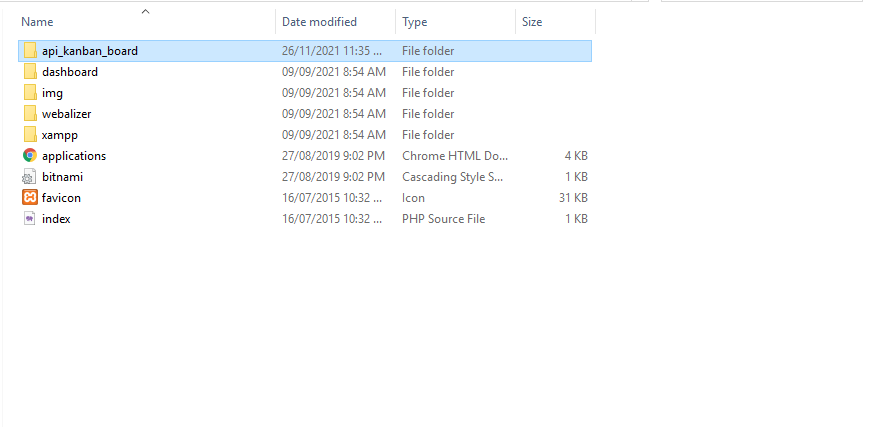 Name Date modified Type Size
api_kanban_board 26/11/2021 11:35 ... File folder
dashboard 09/09/2021 8:54 AM File folder
img 09/09/2021 8:54 AM File folder
webalizer 09/09/2021 8:54 AM File folder
xampp 09/09/2021 8:54 AM File folder
applications 27/08/2019 9:02 PM Chrome HTML Do... 4 KB
bitnami 27/08/2019 9:02 PM Cascading Style S... 1 KB
favicon 16/07/2015 10:32 ... Icon 31 KB
index 16/07/2015 10:32 ... PHP Source File 1 KB